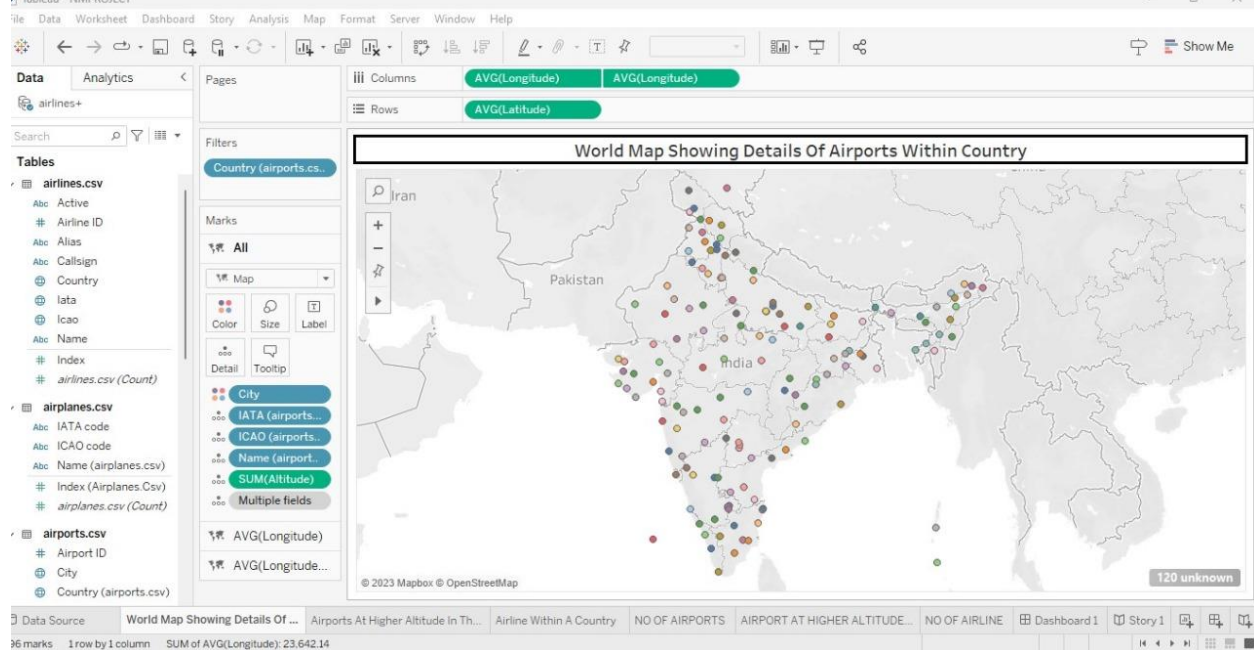 File Data Worksheet Dashboard Story Analysis Map Format Server Window Help
Show Me
Data Analytics
airlines+
Search
Tables
airlines.csv
Abc Active
# Airline ID
Abc Alias
Abc Callsign
Country
Iata
Icao
Abc Name
# Index
# airlines.csv (Count)
airplanes.csv
Abc IATA code
Abc ICAO code
Abc Name (airplanes.csv)
# Index (Airplanes.Csv)
# airplanes.csv (Count)
airports.csv
# Airport ID
City
Country (airports.csv)
Pages
Filters
Country (airports.cs..
Marks
All
Map
Color Size Label
Detail Tooltip
City
IATA (airports...
ICAO (airports..
Name (airport..
SUM(Altitude)
Multiple fields
AVG(Longitude)
AVG(Longitude...
iii Columns AVG(Longitude) AVG(Longitude)
Rows AVG(Latitude)
World Map Showing Details Of Airports Within Country
Iran
Pakistan
India
© 2023 Mapbox © OpenStreetMap
120 unknown
Data Source World Map Showing Details Of ... Airports At Higher Altitude In Th... Airline Within A Country NO OF AIRPORTS AIRPORT AT HIGHER ALTITUDE... NO OF AIRLINE Dashboard 1 Story 1
96 marks 1 row by 1 column SUM of AVG(Longitude): 23,642.14